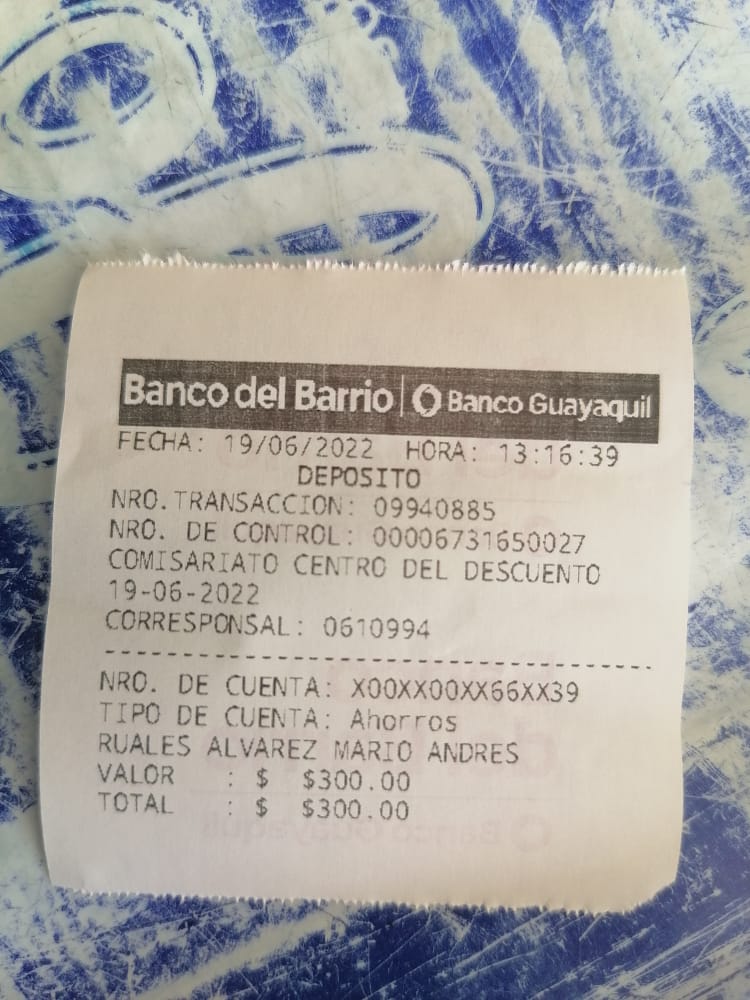 Banco del Barrio | Banco Guayaquil
FECHA: 19/06/2022 HORA: 13:16:39
DEPOSITO
NRO.TRANSACCION: 09940885
NRO. DE CONTROL: 00006731650027
COMISARIATO CENTRO DEL DESCUENTO
19-06-2022
CORRESPONSAL: 0610994
NRO. DE CUENTA: X00XX00XX66XX39
TIPO DE CUENTA: Ahorros
RUALES ALVAREZ MARIO ANDRES
VALOR : $ $300.00
TOTAL : $ $300.00